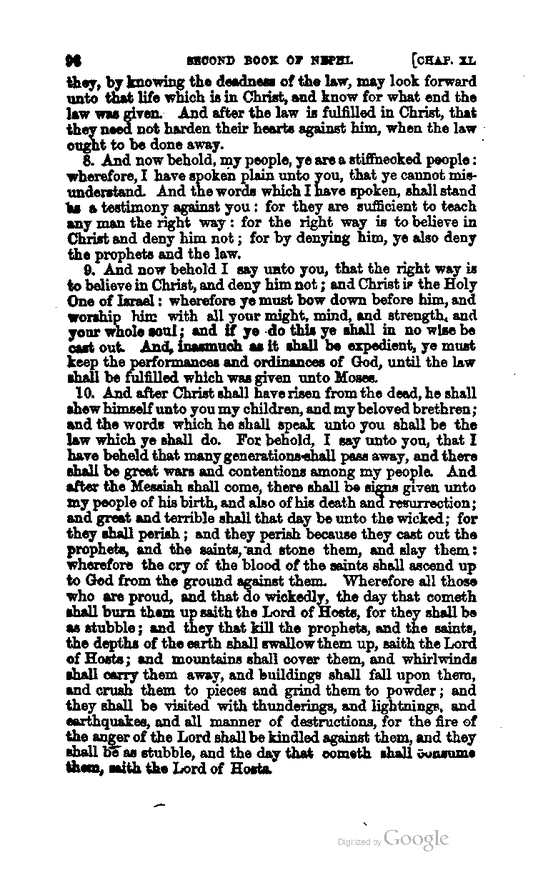 96 SECOND BOOK OF NEPHI. [CHAP. XI.
they, by knowing the deadness of the law, may look forward
unto that life which is in Christ, and know for what end the
law was given. And after the law is fulfilled in Christ, that
they need not harden their hearts against him, when the law
ought to be done away.
8. And now behold, my people, ye are a stiffnecked people:
wherefore, I have spoken plain unto you, that ye cannot mis-
understand. And the words which I have spoken, shall stand
as a testimony against you: for they are sufficient to teach
any man the right way: for the right way is to believe in
Christ and deny him not; for by denying him, ye also deny
the prophets and the law.
9. And now behold I say unto you, that the right way is
to believe in Christ, and deny him not; and Christ is the Holy
One of Israel: wherefore ye must bow down before him, and
worship him with all your might, mind, and strength, and
your whole soul; and if ye do this ye shall in no wise be
cast out. And, inasmuch as it shall be expedient, ye must
keep the performances and ordinances of God, until the law
shall be fulfilled which was given unto Moses.
10. And after Christ shall have risen from the dead, he shall
shew himself unto you my children, and my beloved brethren;
and the words which he shall speak unto you shall be the
law which ye shall do. For behold, I say unto you, that I
have beheld that many generations shall pass away, and there
shall be great wars and contentions among my people. And
after the Messiah shall come, there shall be signs given unto
my people of his birth, and also of his death and resurrection;
and great and terrible shall that day be unto the wicked; for
they shall perish; and they perish because they cast out the
prophets, and the saints, and stone them, and slay them:
wherefore the cry of the blood of the saints shall ascend up
to God from the ground against them. Wherefore all those
who are proud, and that do wickedly, the day that cometh
shall burn them up saith the Lord of Hosts, for they shall be
as stubble; and they that kill the prophets, and the saints,
the depths of the earth shall swallow them up, saith the Lord
of Hosts; and mountains shall cover them, and whirlwinds
shall carry them away, and buildings shall fall upon them,
and crush them to pieces and grind them to powder; and
they shall be visited with thunderings, and lightnings, and
earthquakes, and all manner of destructions, for the fire of
the anger of the Lord shall be kindled against them, and they
shall be as stubble, and the day that cometh shall consume
them, saith the Lord of Hosts.
Digitized by Google